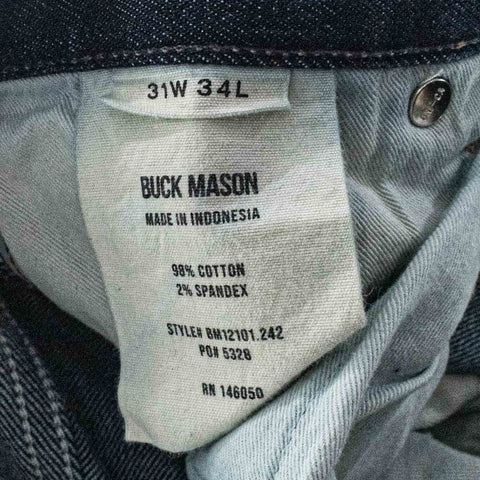 31W 34L
BUCK MASON
MADE IN INDONESIA
98% COTTON
2% SPANDEX
STYLE# BM12101.242
PO# 5328
RN 146050